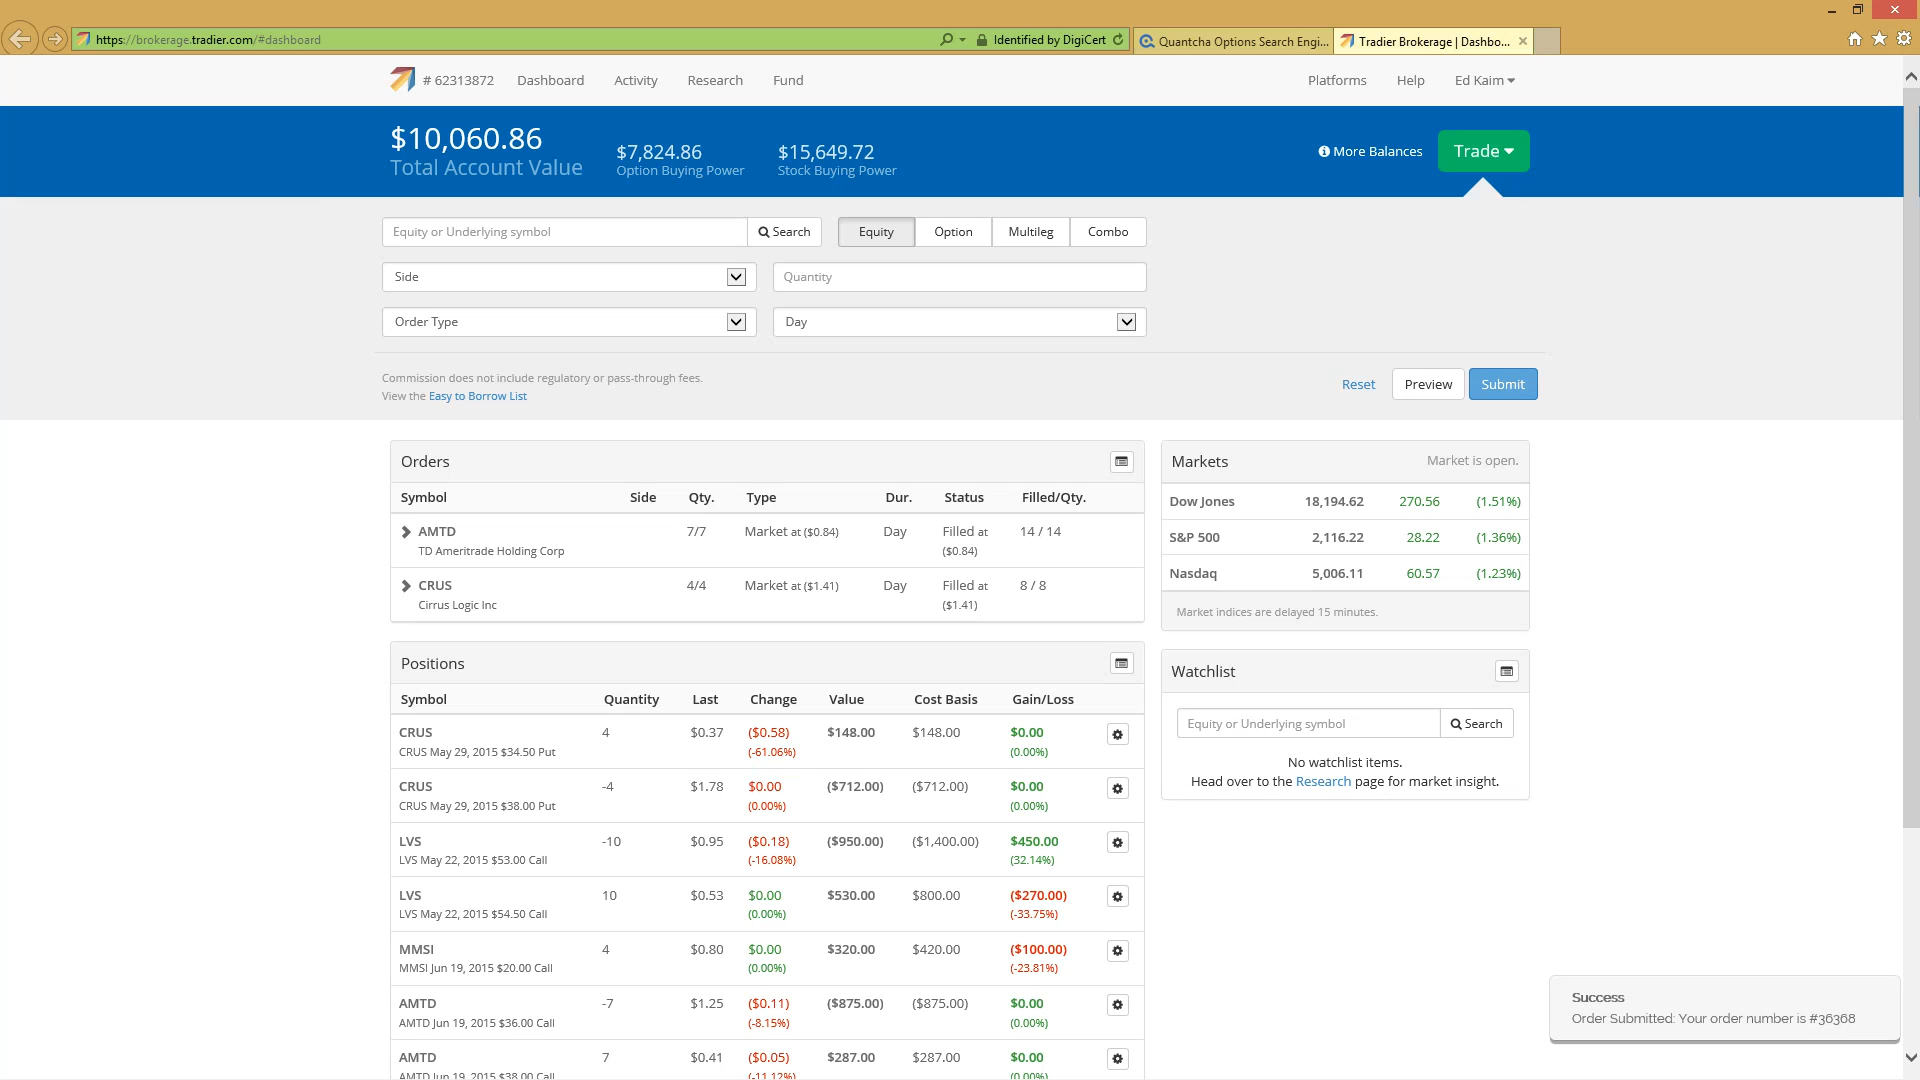 https://brokerage.tradier.com/#dashboard
Identified by DigiCert
Quantcha Options Search Engi...
Tradier Brokerage | Dashbo...
# 62313872
Dashboard
Activity
Research
Fund
Platforms
Help
Ed Kaim
$10,060.86
Total Account Value
$7,824.86
Option Buying Power
$15,649.72
Stock Buying Power
More Balances
Trade
Equity or Underlying symbol
Search
Equity
Option
Multileg
Combo
Side
Quantity
Order Type
Day
Commission does not include regulatory or pass-through fees.
View the Easy to Borrow List
Reset
Preview
Submit
Orders
Symbol Side Qty. Type Dur. Status Filled/Qty.
AMTD 7/7 Market at ($0.84) Day Filled at 14 / 14
TD Ameritrade Holding Corp ($0.84)
CRUS 4/4 Market at ($1.41) Day Filled at 8 / 8
Cirrus Logic Inc ($1.41)
Markets
Market is open.
Dow Jones 18,194.62 270.56 (1.51%)
S&P 500 2,116.22 28.22 (1.36%)
Nasdaq 5,006.11 60.57 (1.23%)
Market indices are delayed 15 minutes.
Positions
Symbol Quantity Last Change Value Cost Basis Gain/Loss
CRUS 4 $0.37 ($0.58) $148.00 $148.00 $0.00
CRUS May 29, 2015 $34.50 Put (-61.06%) (0.00%)
CRUS -4 $1.78 $0.00 ($712.00) ($712.00) $0.00
CRUS May 29, 2015 $38.00 Put (0.00%) (0.00%)
LVS -10 $0.95 ($0.18) ($950.00) ($1,400.00) $450.00
LVS May 22, 2015 $53.00 Call (-16.08%) (32.14%)
LVS 10 $0.53 $0.00 $530.00 $800.00 ($270.00)
LVS May 22, 2015 $54.50 Call (0.00%) (-33.75%)
MMSI 4 $0.80 $0.00 $320.00 $420.00 ($100.00)
MMSI Jun 19, 2015 $20.00 Call (0.00%) (-23.81%)
AMTD -7 $1.25 ($0.11) ($875.00) ($875.00) $0.00
AMTD Jun 19, 2015 $36.00 Call (-8.15%) (0.00%)
AMTD 7 $0.41 ($0.05) $287.00 $287.00 $0.00
AMTD Jun 19, 2015 $38.00 Call (-11.12%) (0.00%)
Watchlist
Equity or Underlying symbol
Search
No watchlist items.
Head over to the Research page for market insight.
Success
Order Submitted: Your order number is #36368